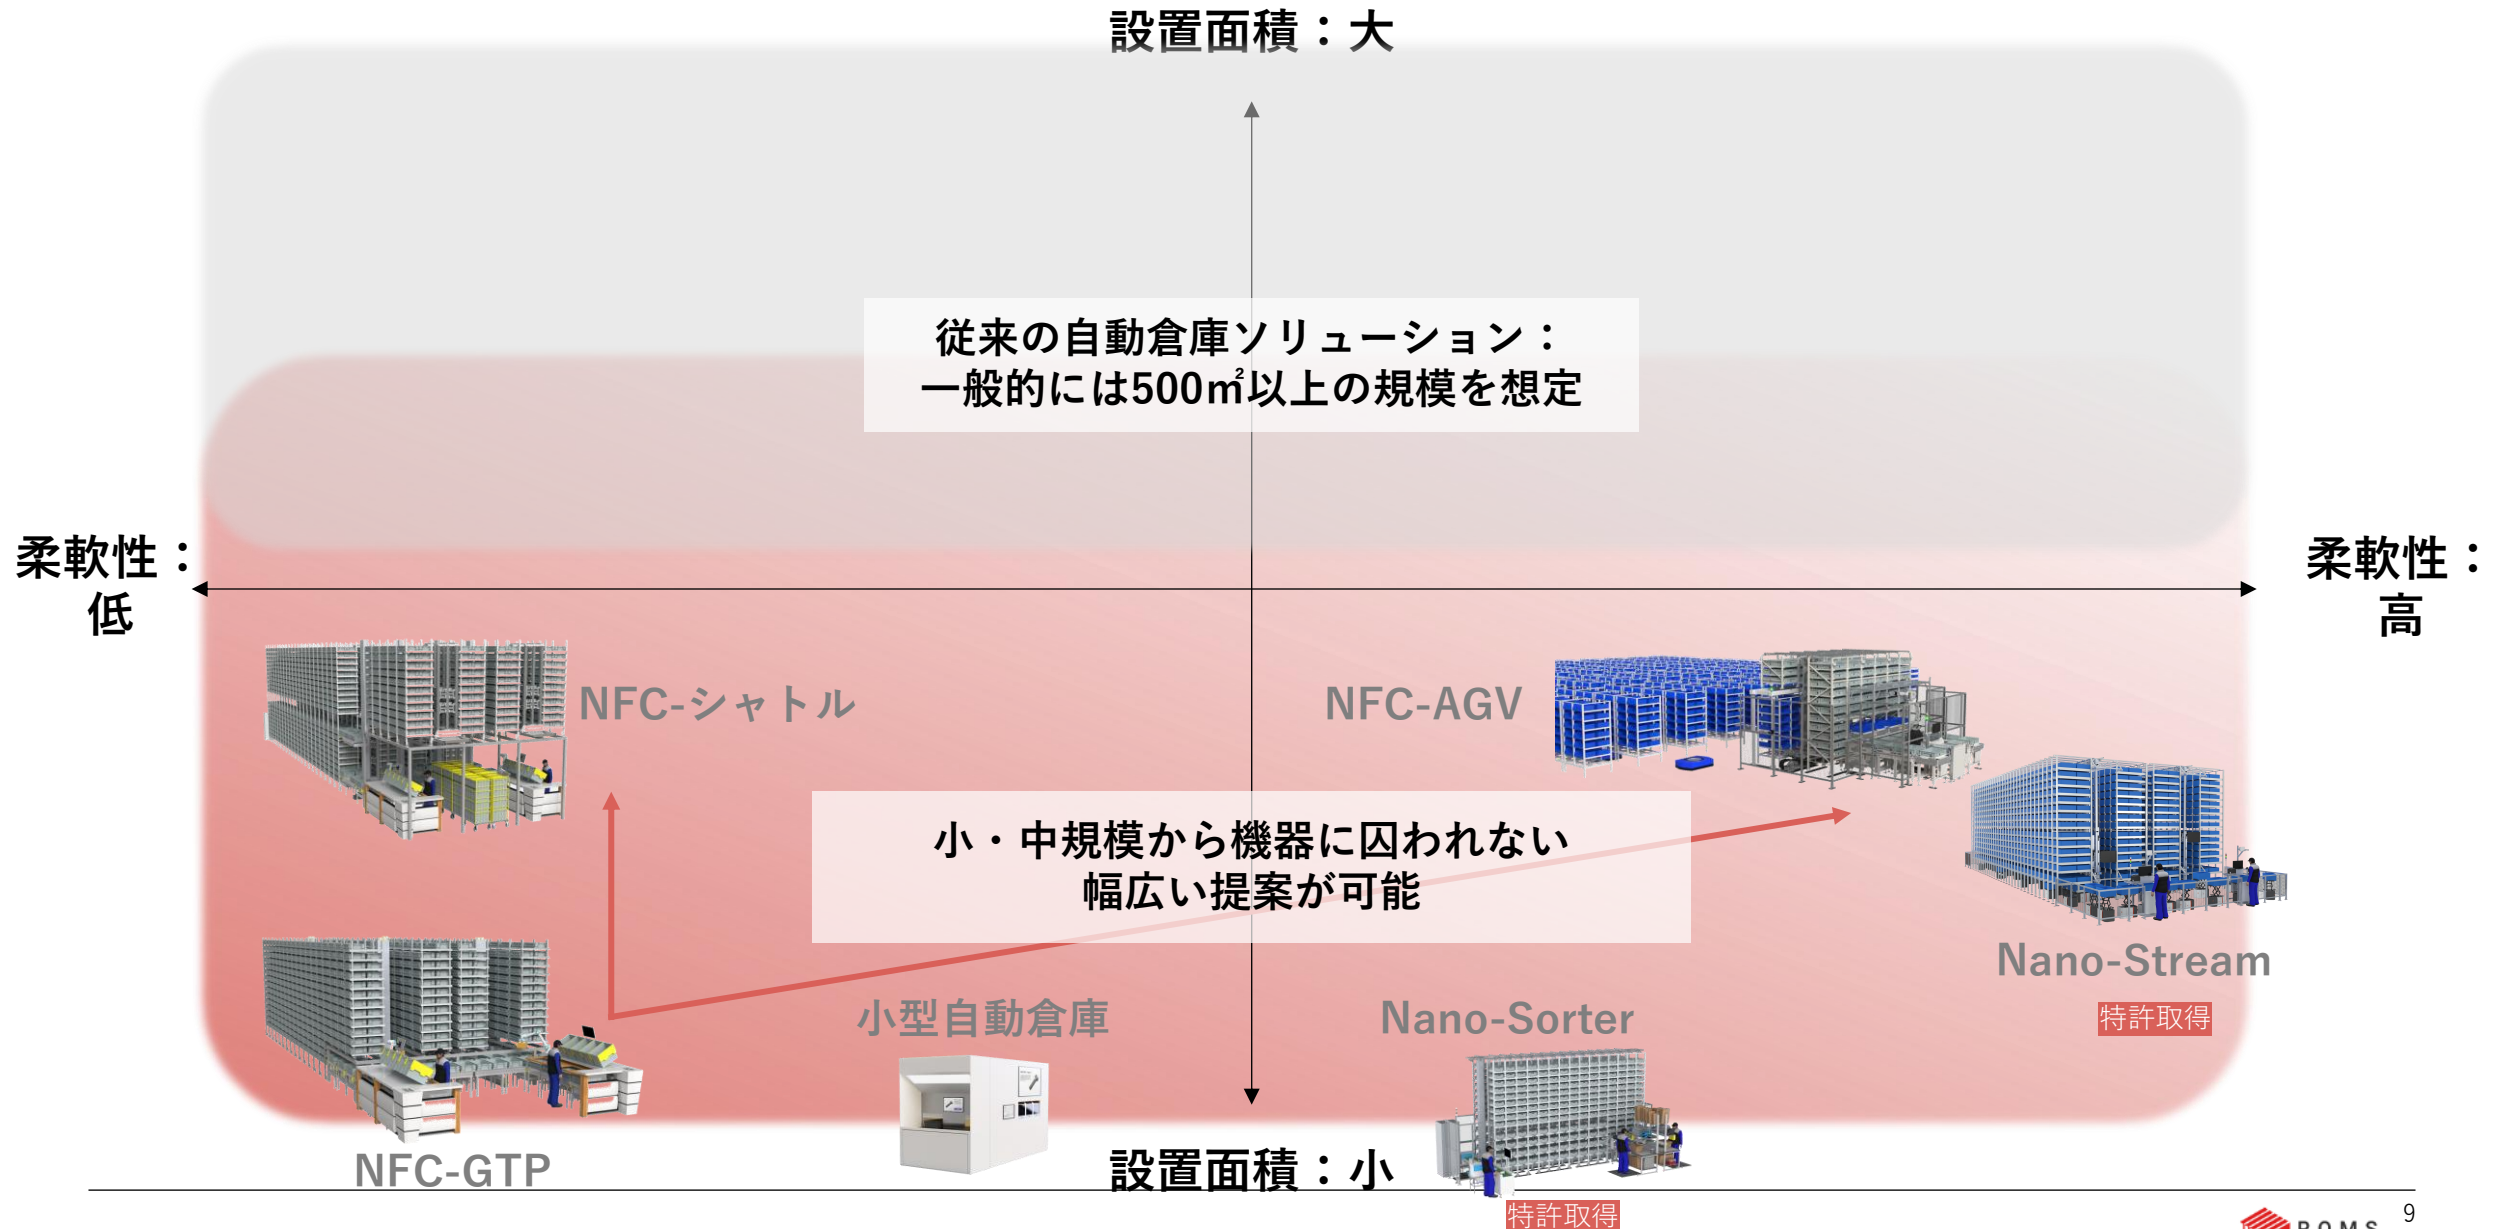 設置面積：大
従来の自動倉庫ソリューション：
一般的には500㎡以上の規模を想定
柔軟性：
低
柔軟性：
高
NFC-シャトル
NFC-AGV
小・中規模から機器に囚われない
幅広い提案が可能
Nano-Stream
特許取得
小型自動倉庫
Nano-Sorter
NFC-GTP
設置面積：小
特許取得
ROMS
9